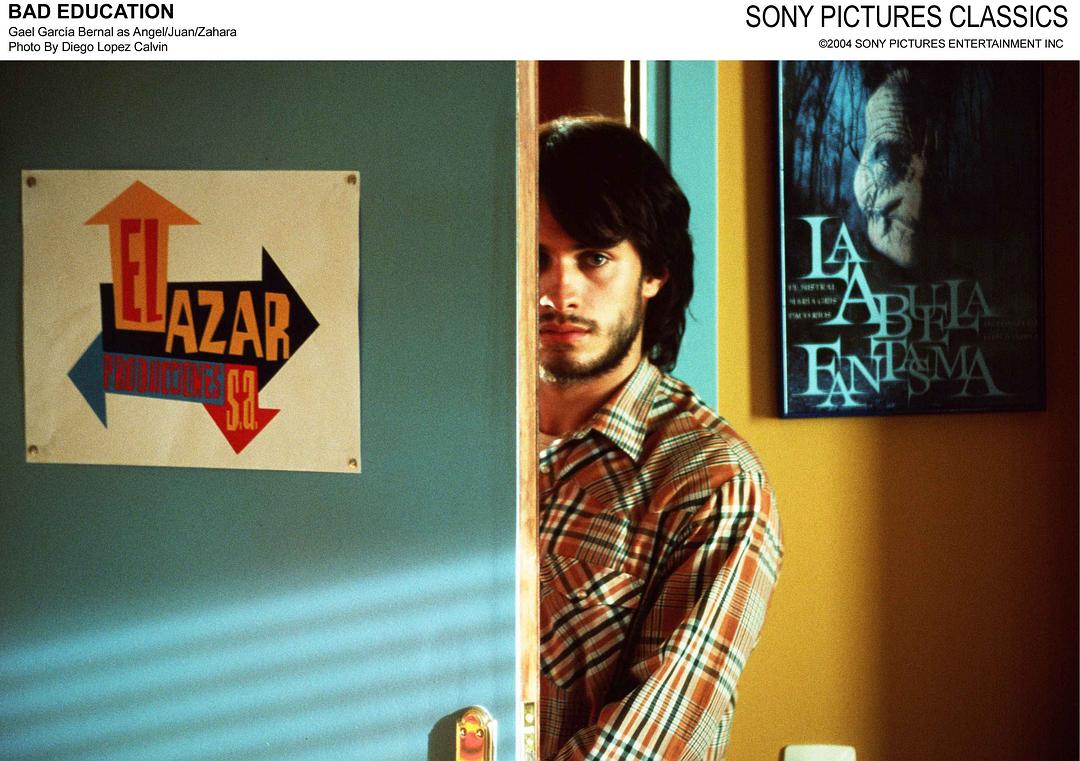 BAD EDUCATION
Gael García Bernal as Angel/Juan/Zahara
Photo By Diego Lopez Calvin
SONY PICTURES CLASSICS
©2004 SONY PICTURES ENTERTAINMENT INC
EL
AZAR
PRODUCCIONES
S.a.
LA
ABUELA
FANTASMA